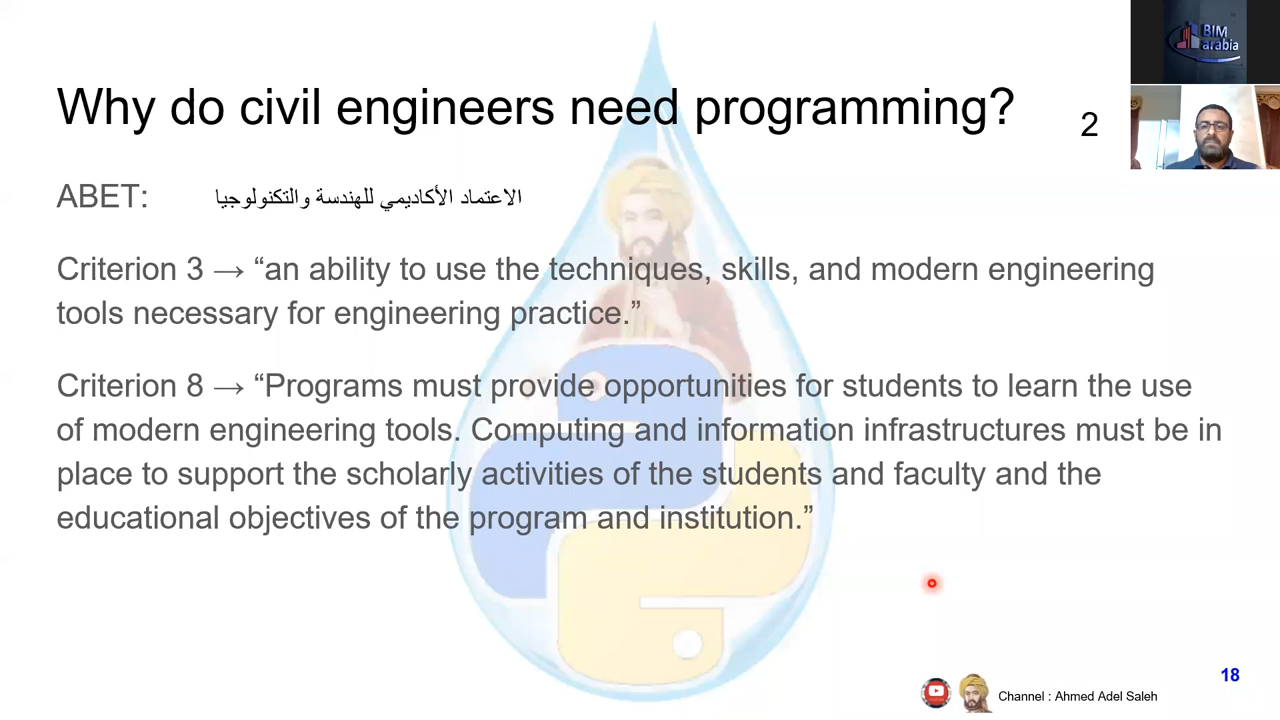 BIM
arabia
Why do civil engineers need programming?
2
ABET: الاعتماد الأكاديمي للهندسة والتكنولوجيا
Criterion 3 → “an ability to use the techniques, skills, and modern engineering
tools necessary for engineering practice.”
Criterion 8 → “Programs must provide opportunities for students to learn the use
of modern engineering tools. Computing and information infrastructures must be in
place to support the scholarly activities of the students and faculty and the
educational objectives of the program and institution.”
18
Channel : Ahmed Adel Saleh